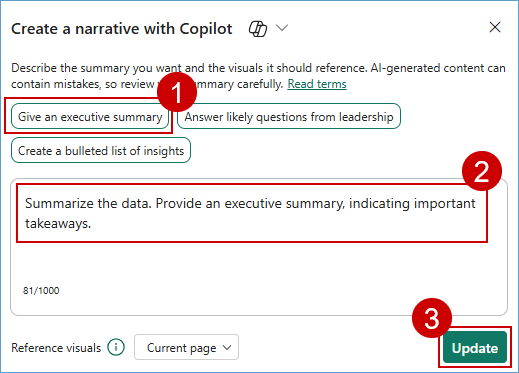 Create a narrative with Copilot
Describe the summary you want and the visuals it should reference. AI-generated content can
contain mistakes, so review summary carefully. Read terms
1
Give an executive summary
Answer likely questions from leadership
Create a bulleted list of insights
2
Summarize the data. Provide an executive summary, indicating important
takeaways.
81/1000
3
Reference visuals
Current page
Update